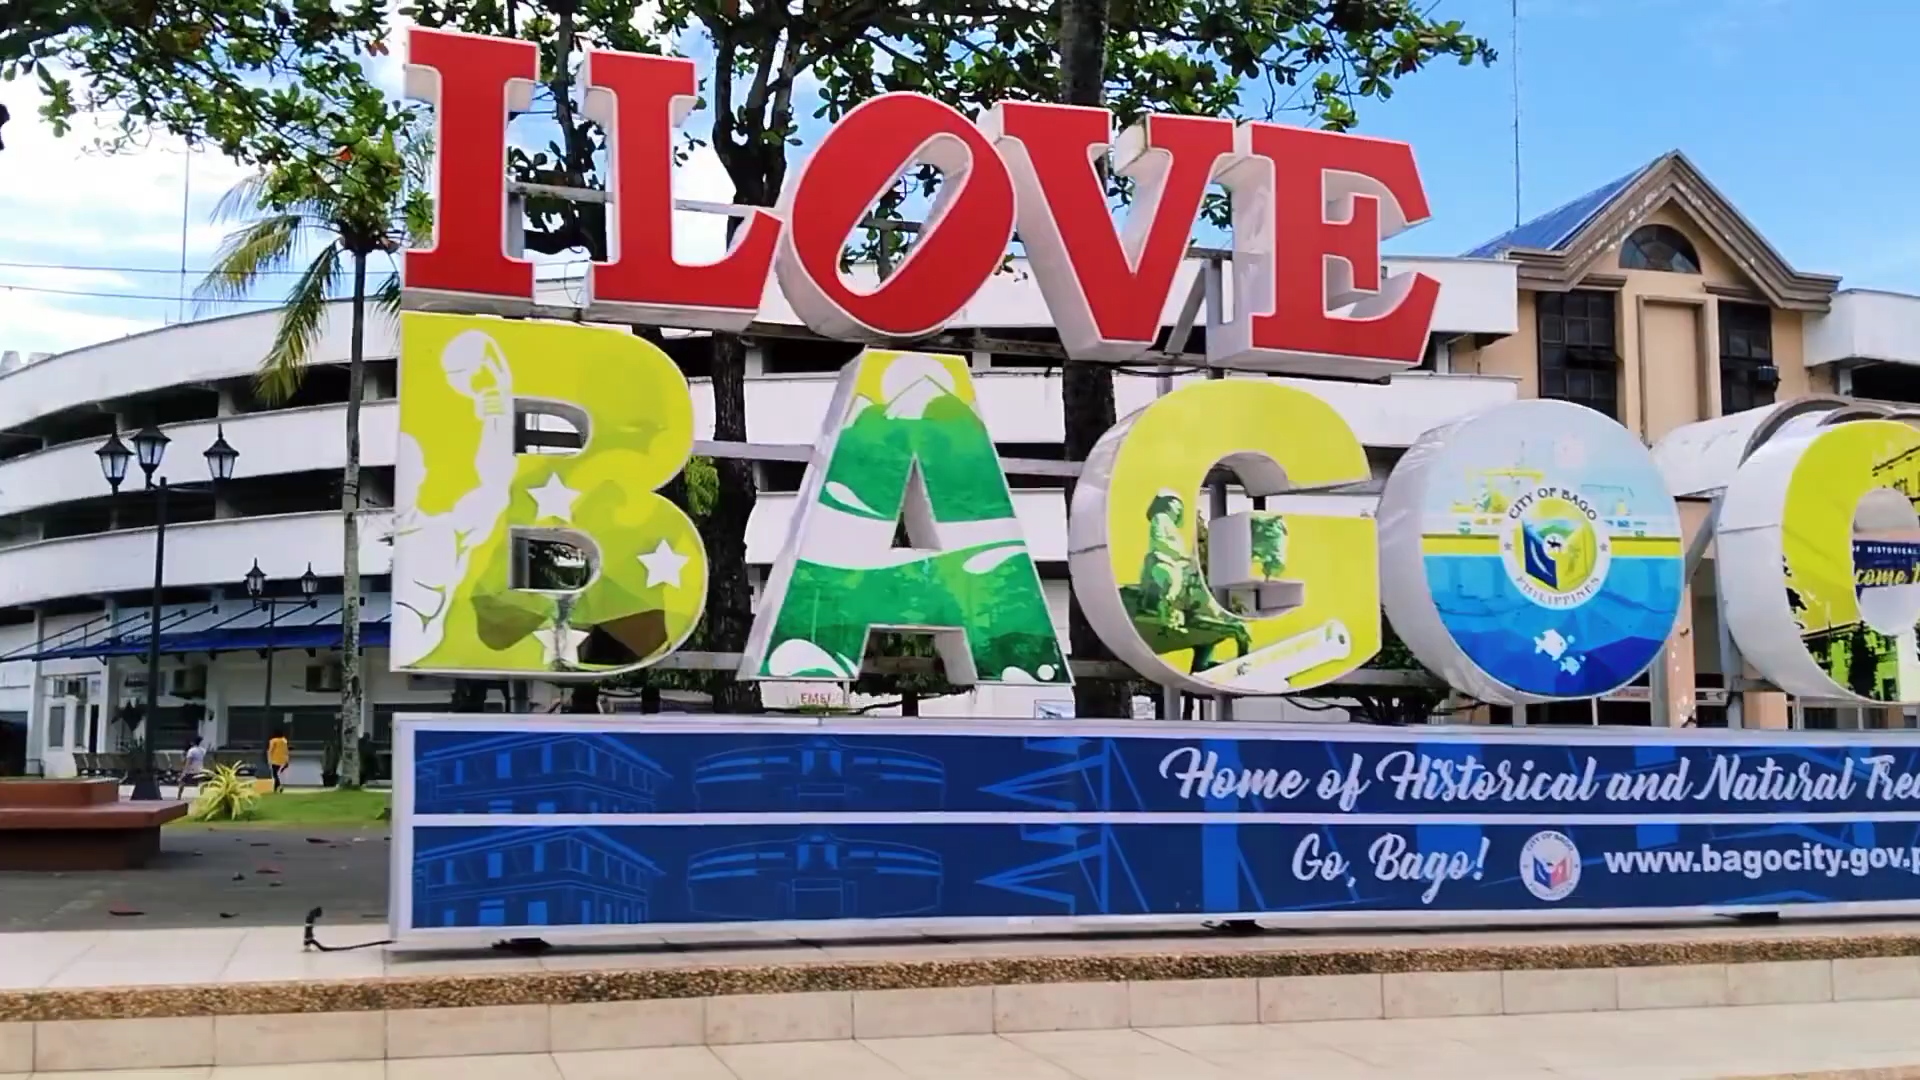 I LOVE
BAGO C
CITY OF BAGO
PHILIPPINES
Home of Historical and Natural Trea
Go, Bago!
www.bagocity.gov.p